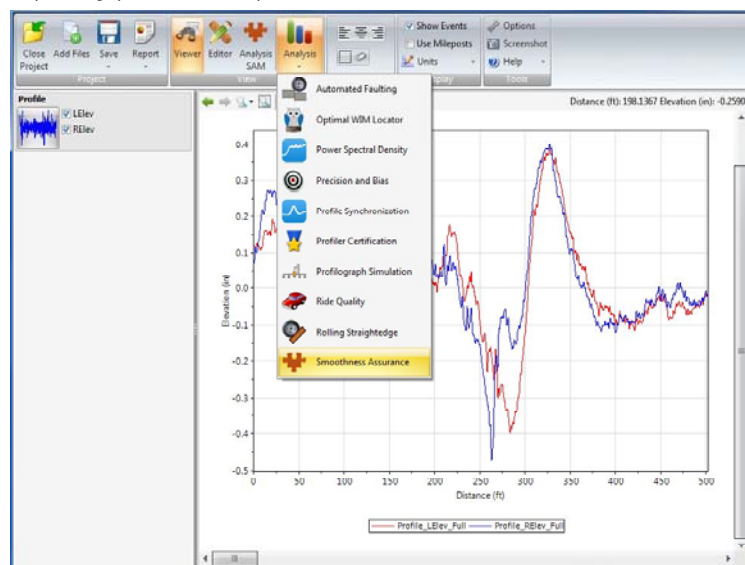 Close Project
Add Files
Save
Report
Viewer
Editor
Analysis SAM
Analysis
Show Events
Use Mileposts
Units
Options
Screenshot
Help
Project
View
Tools
Profile
LElev
RElev
Distance (ft): 198.1367 Elevation (in): -0.2590
Automated Faulting
Optimal WIM Locator
Power Spectral Density
Precision and Bias
Profile Synchronization
Profiler Certification
Profilograph Simulation
Ride Quality
Rolling Straightedge
Smoothness Assurance
Elevation (in)
0.4
0.3
0.2
0.1
0.0
-0.1
-0.2
-0.3
-0.4
-0.5
0 50 100 150 200 250 300 350 400 450 500
Distance (ft)
Profile_LElev_Full Profile_RElev_Full